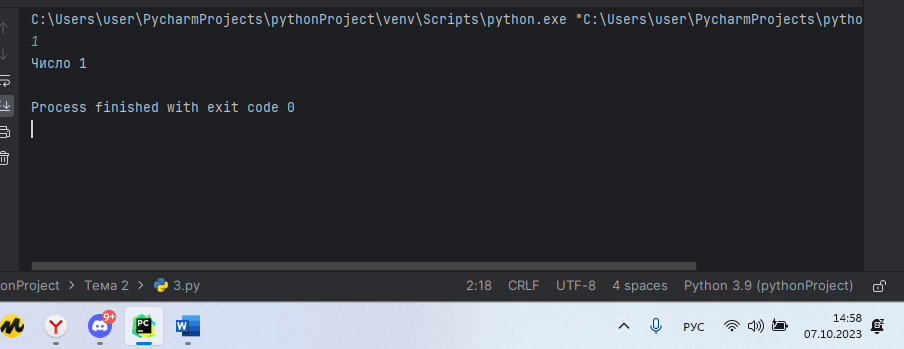 C:\Users\user\PycharmProjects\pythonProject\venv\Scripts\python.exe "C:\Users\user\PycharmProjects\pytho
1
Число 1
Process finished with exit code 0
onProject > Тема 2 > 3.py 2:18 CRLF UTF-8 4 spaces Python 3.9 (pythonProject)
9+
Y PC W РУС 14:58
07.10.2023